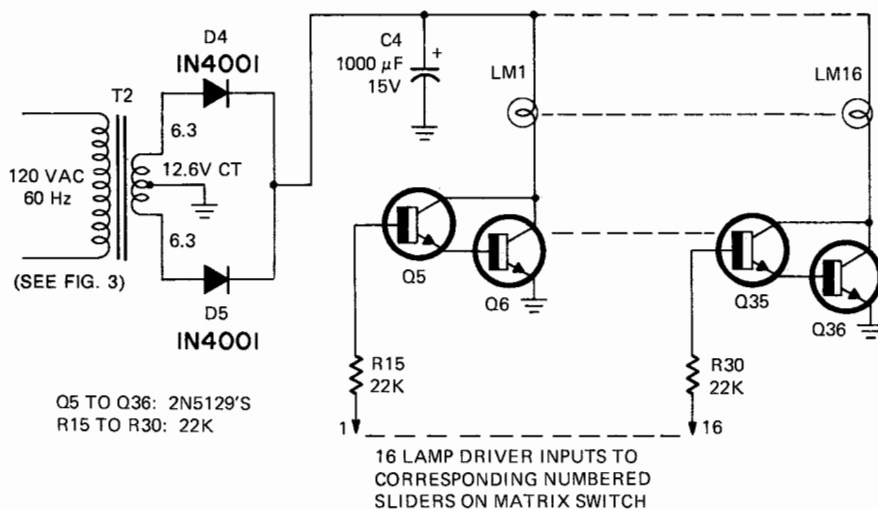 D4
1N4001
T2
6.3
12.6V CT
120 VAC
60 Hz
6.3
(SEE FIG. 3)
D5
1N4001
C4
1000 µF
15V
+
LM1
LM16
Q5
Q6
Q35
Q36
R15
22K
R30
22K
Q5 TO Q36: 2N5129'S
R15 TO R30: 22K
1
16
16 LAMP DRIVER INPUTS TO
CORRESPONDING NUMBERED
SLIDERS ON MATRIX SWITCH